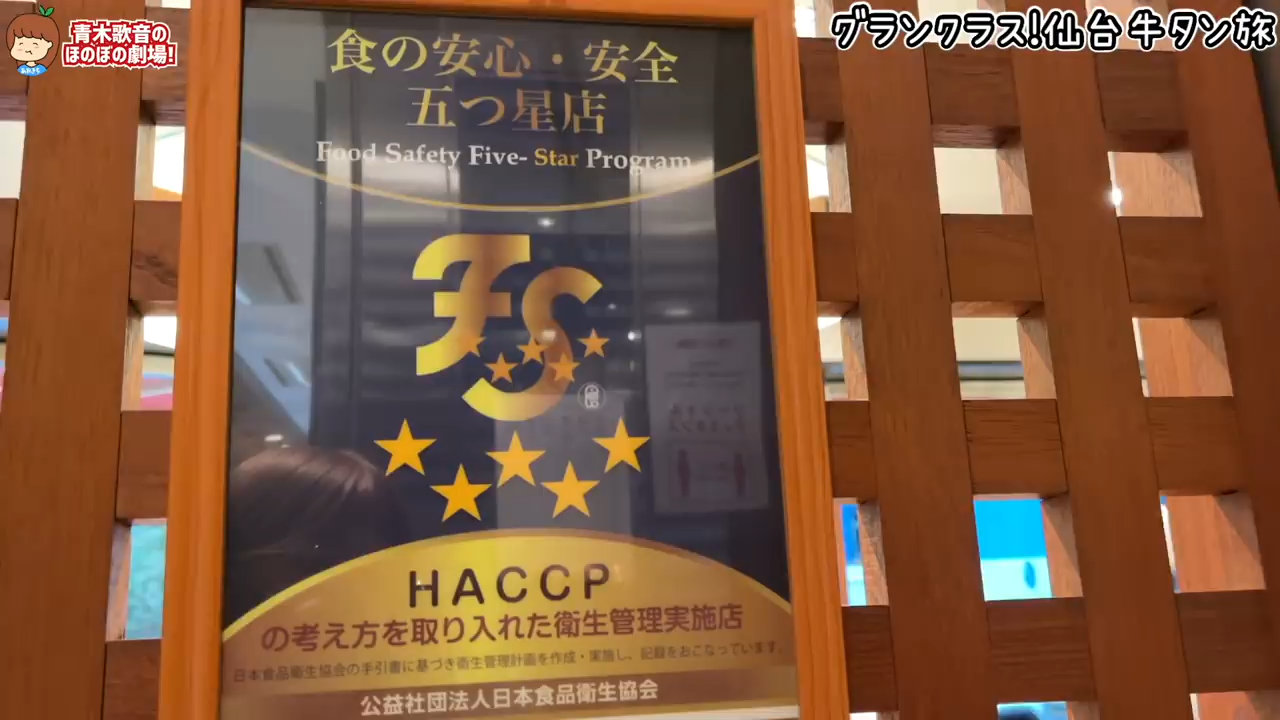 青木歌音の
ほのぼの劇場!
グランクラス!仙台牛タン旅
食の安心・安全
五つ星店
Food Safety Five- Star Program
FS
HACCP
の考え方を取り入れた衛生管理実施店
日本食品衛生協会の手引書に基づき衛生管理計画を作成・実施し、記録をおこなっています。
公益社団法人日本食品衛生協会